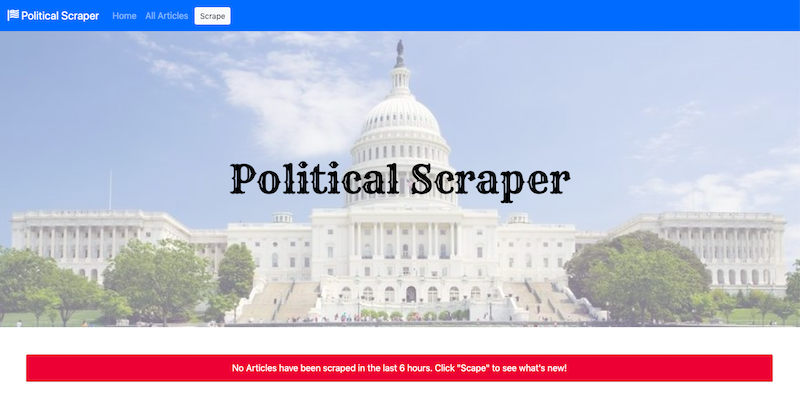 Political Scraper Home All Articles Scrape
Political Scraper
No Articles have been scraped in the last 6 hours. Click "Scape" to see what's new!